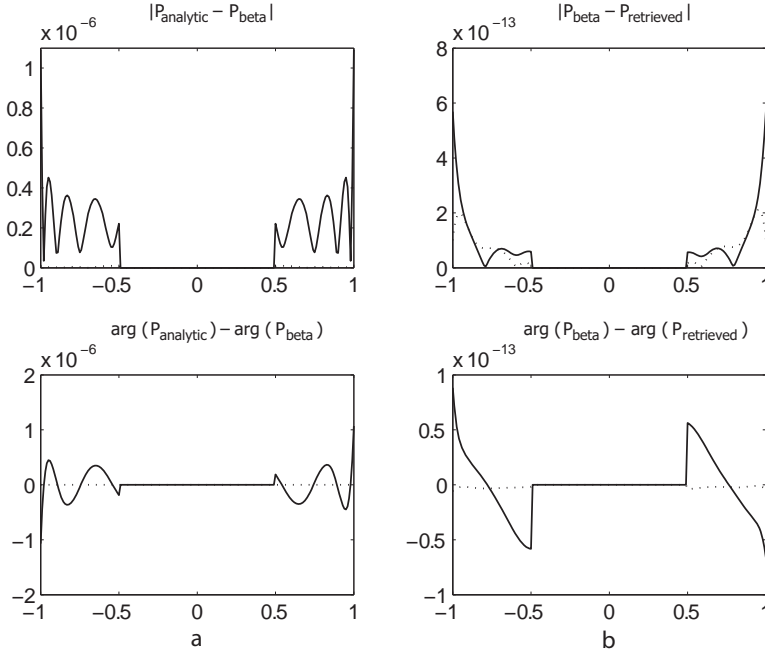 |P_analytic − P_beta|
x 10^−6
1
0.8
0.6
0.4
0.2
0
−1 −0.5 0 0.5 1
|P_beta − P_retrieved|
x 10^−13
8
6
4
2
0
−1 −0.5 0 0.5 1
arg (P_analytic) − arg (P_beta)
x 10^−6
2
1
0
−1
−2
−1 −0.5 0 0.5 1
a
arg (P_beta) − arg (P_retrieved)
x 10^−13
1
0.5
0
−0.5
−1
−1 −0.5 0 0.5 1
b